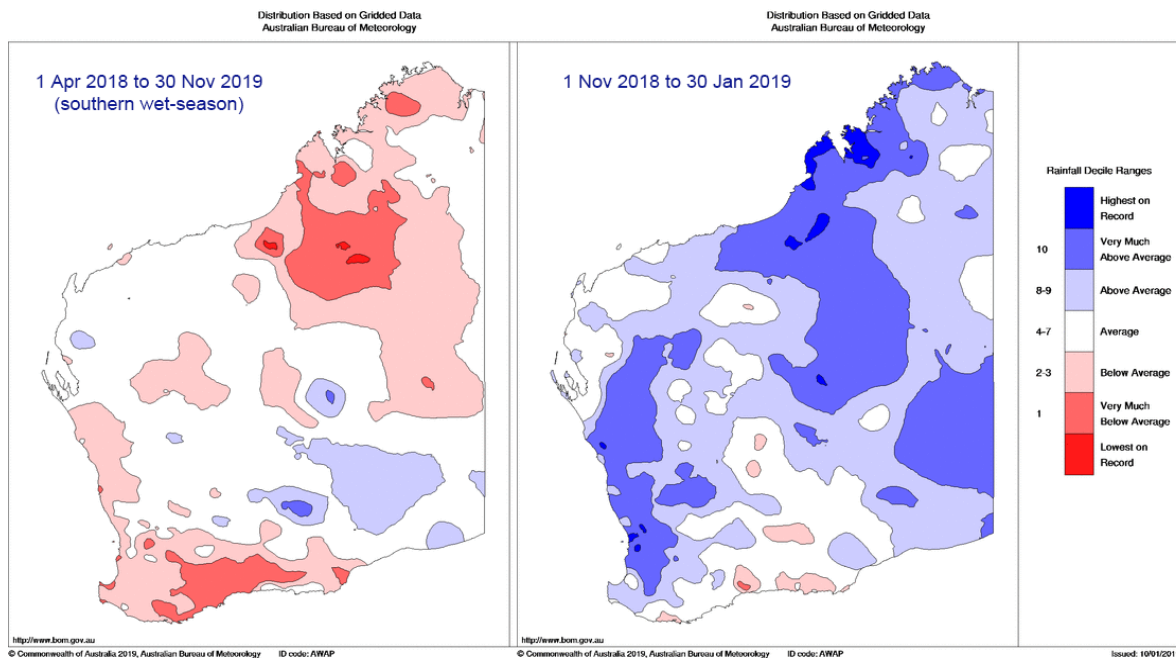 Distribution Based on Gridded Data
Australian Bureau of Meteorology
1 Apr 2018 to 30 Nov 2019
(southern wet-season)
http://www.bom.gov.au
© Commonwealth of Australia 2019, Australian Bureau of Meteorology ID code: AWAP
Distribution Based on Gridded Data
Australian Bureau of Meteorology
1 Nov 2018 to 30 Jan 2019
http://www.bom.gov.au
© Commonwealth of Australia 2019, Australian Bureau of Meteorology ID code: AWAP
Rainfall Decile Ranges
Highest on
Record
10 Very Much
Above Average
8-9 Above Average
4-7 Average
2-3 Below Average
1 Very Much
Below Average
Lowest on
Record
Issued: 10/01/201